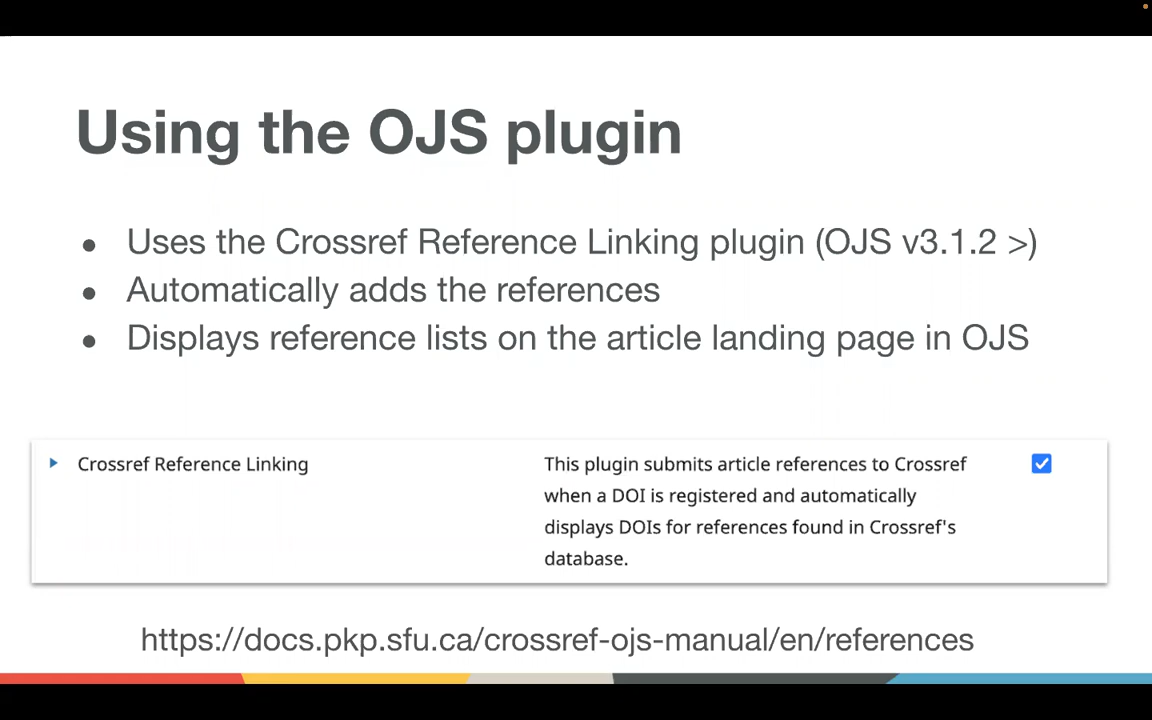 Using the OJS plugin
● Uses the Crossref Reference Linking plugin (OJS v3.1.2 >)
● Automatically adds the references
● Displays reference lists on the article landing page in OJS
Crossref Reference Linking
This plugin submits article references to Crossref
when a DOI is registered and automatically
displays DOIs for references found in Crossref's
database.
https://docs.pkp.sfu.ca/crossref-ojs-manual/en/references